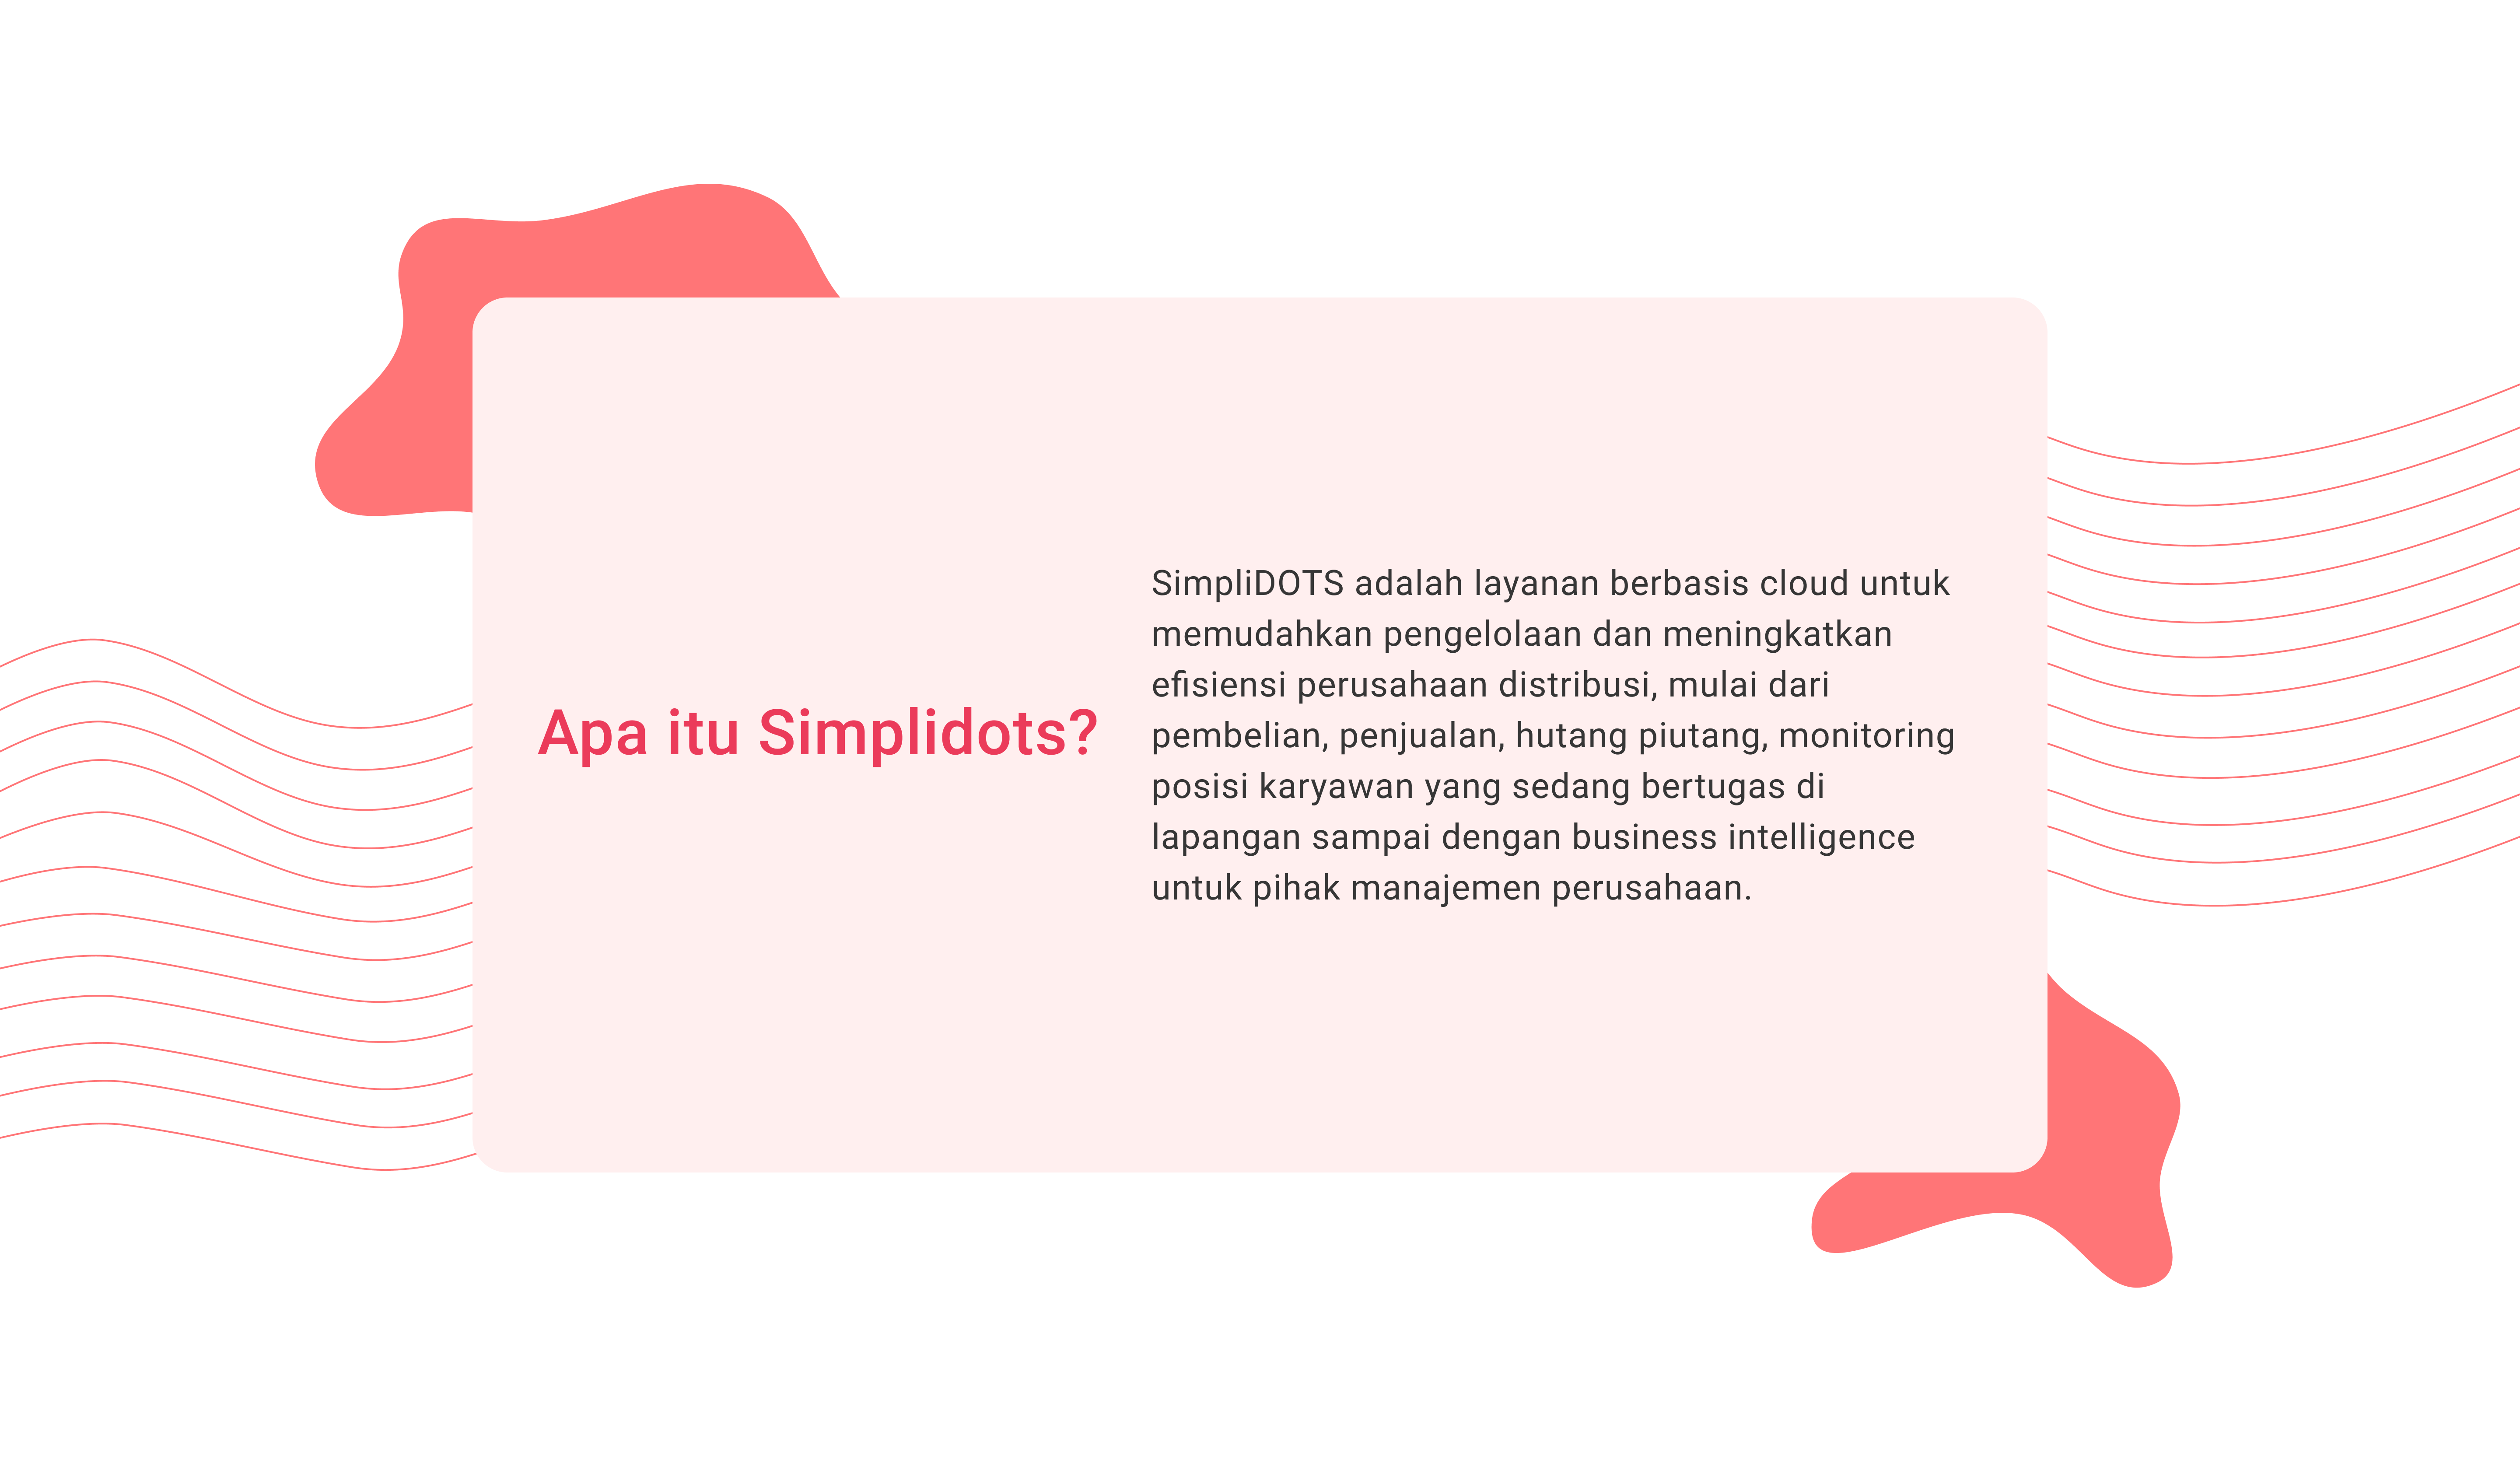 Apa itu Simplidots?
SimpliDOTS adalah layanan berbasis cloud untuk
memudahkan pengelolaan dan meningkatkan
efisiensi perusahaan distribusi, mulai dari
pembelian, penjualan, hutang piutang, monitoring
posisi karyawan yang sedang bertugas di
lapangan sampai dengan business intelligence
untuk pihak manajemen perusahaan.